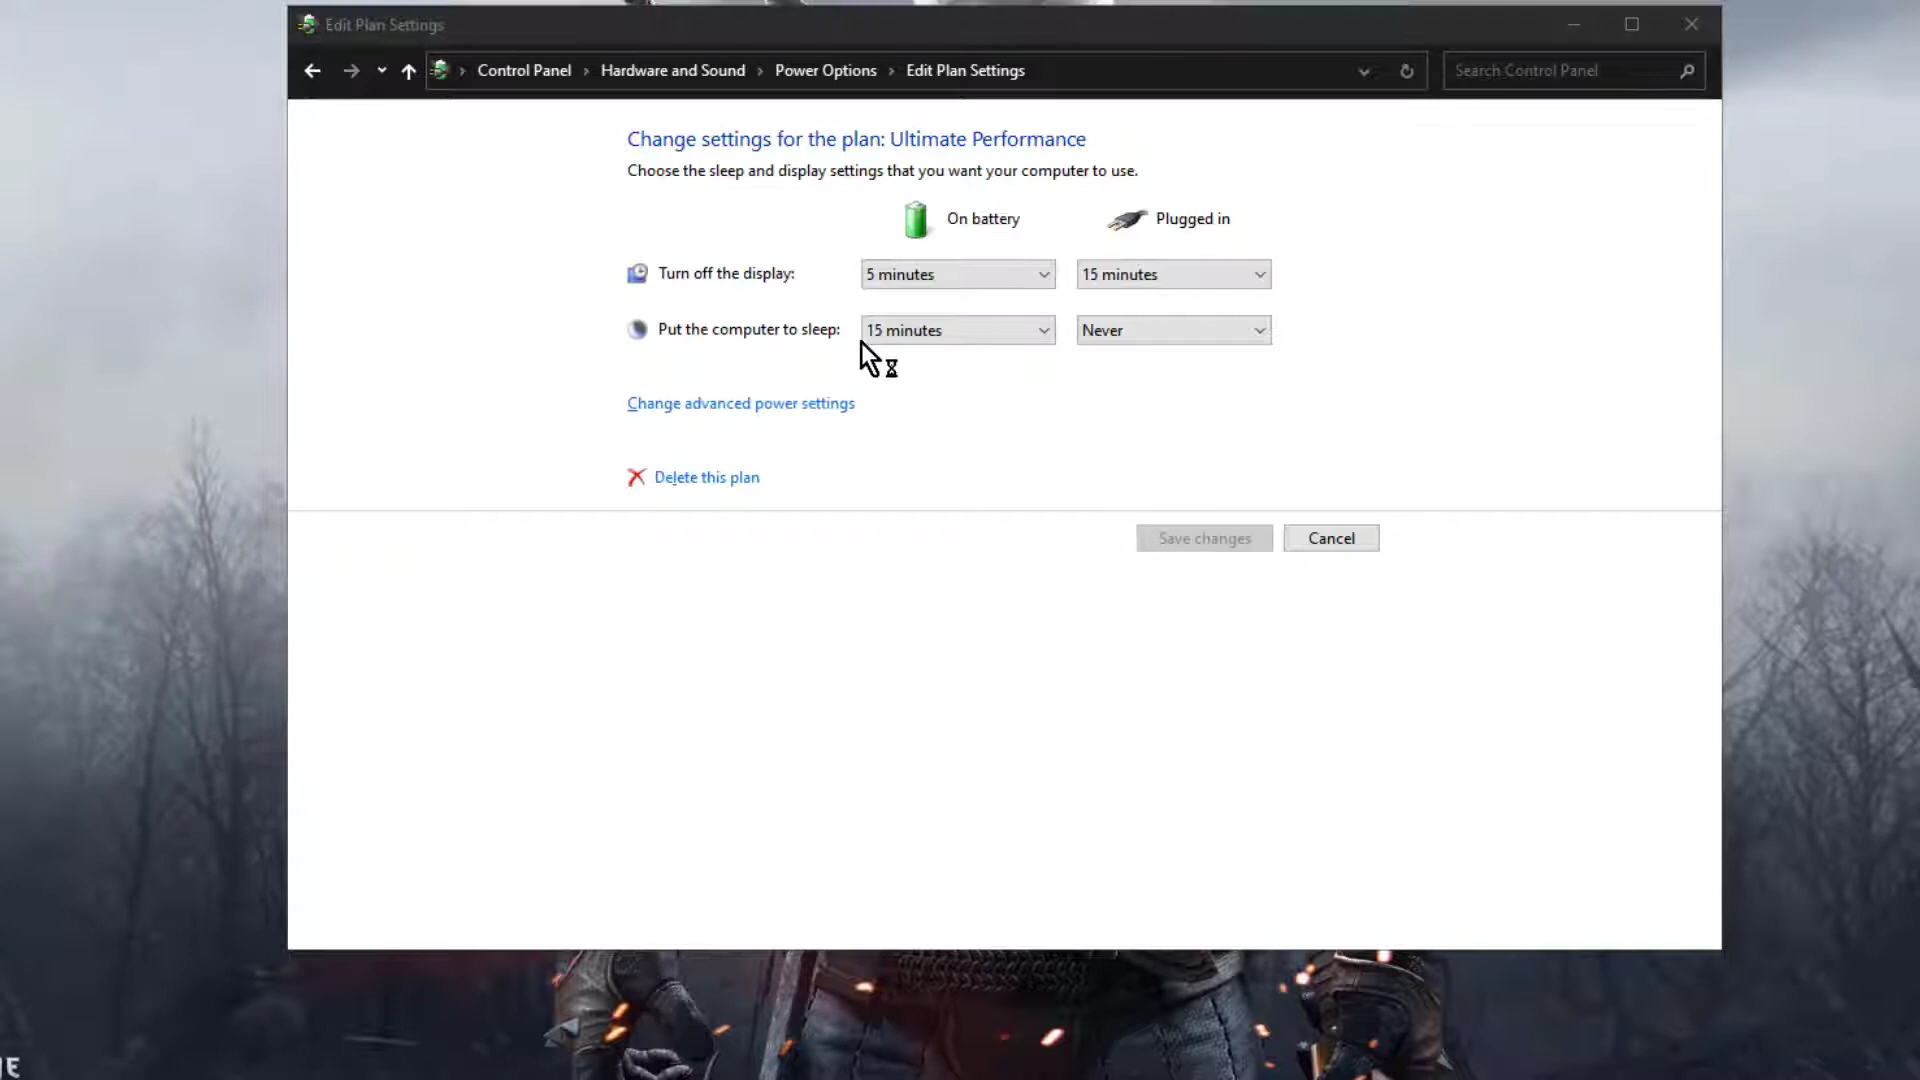 Edit Plan Settings
Control Panel > Hardware and Sound > Power Options > Edit Plan Settings
Search Control Panel
Change settings for the plan: Ultimate Performance
Choose the sleep and display settings that you want your computer to use.
On battery
Plugged in
Turn off the display:
5 minutes
15 minutes
Put the computer to sleep:
15 minutes
Never
Change advanced power settings
Delete this plan
Save changes
Cancel